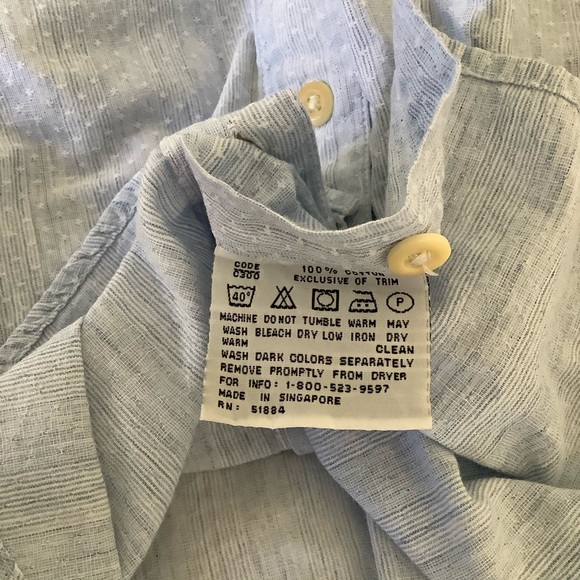 CODE
0300
100% COTTON
EXCLUSIVE OF TRIM
40°
P
MACHINE DO NOT TUMBLE WARM MAY
WASH BLEACH DRY LOW IRON DRY
WARM CLEAN
WASH DARK COLORS SEPARATELY
REMOVE PROMPTLY FROM DRYER
FOR INFO: 1-800-523-9597
MADE IN SINGAPORE
RN: 51884